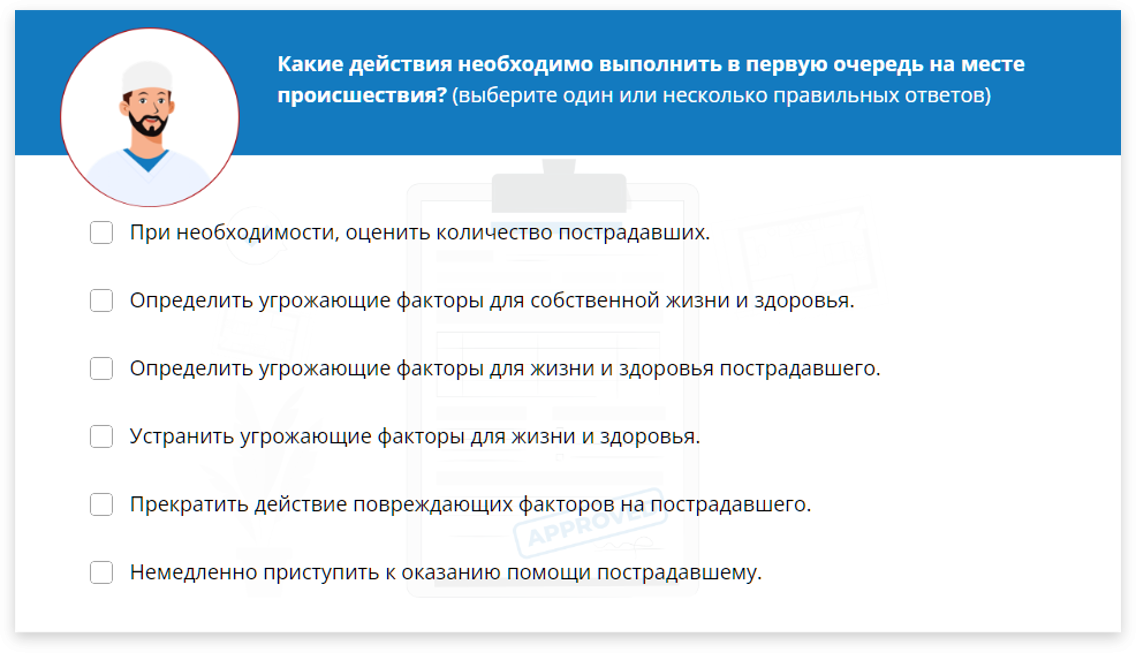 Какие действия необходимо выполнить в первую очередь на месте
происшествия? (выберите один или несколько правильных ответов)
При необходимости, оценить количество пострадавших.
Определить угрожающие факторы для собственной жизни и здоровья.
Определить угрожающие факторы для жизни и здоровья пострадавшего.
Устранить угрожающие факторы для жизни и здоровья.
Прекратить действие повреждающих факторов на пострадавшего.
APPROVED
Немедленно приступить к оказанию помощи пострадавшему.